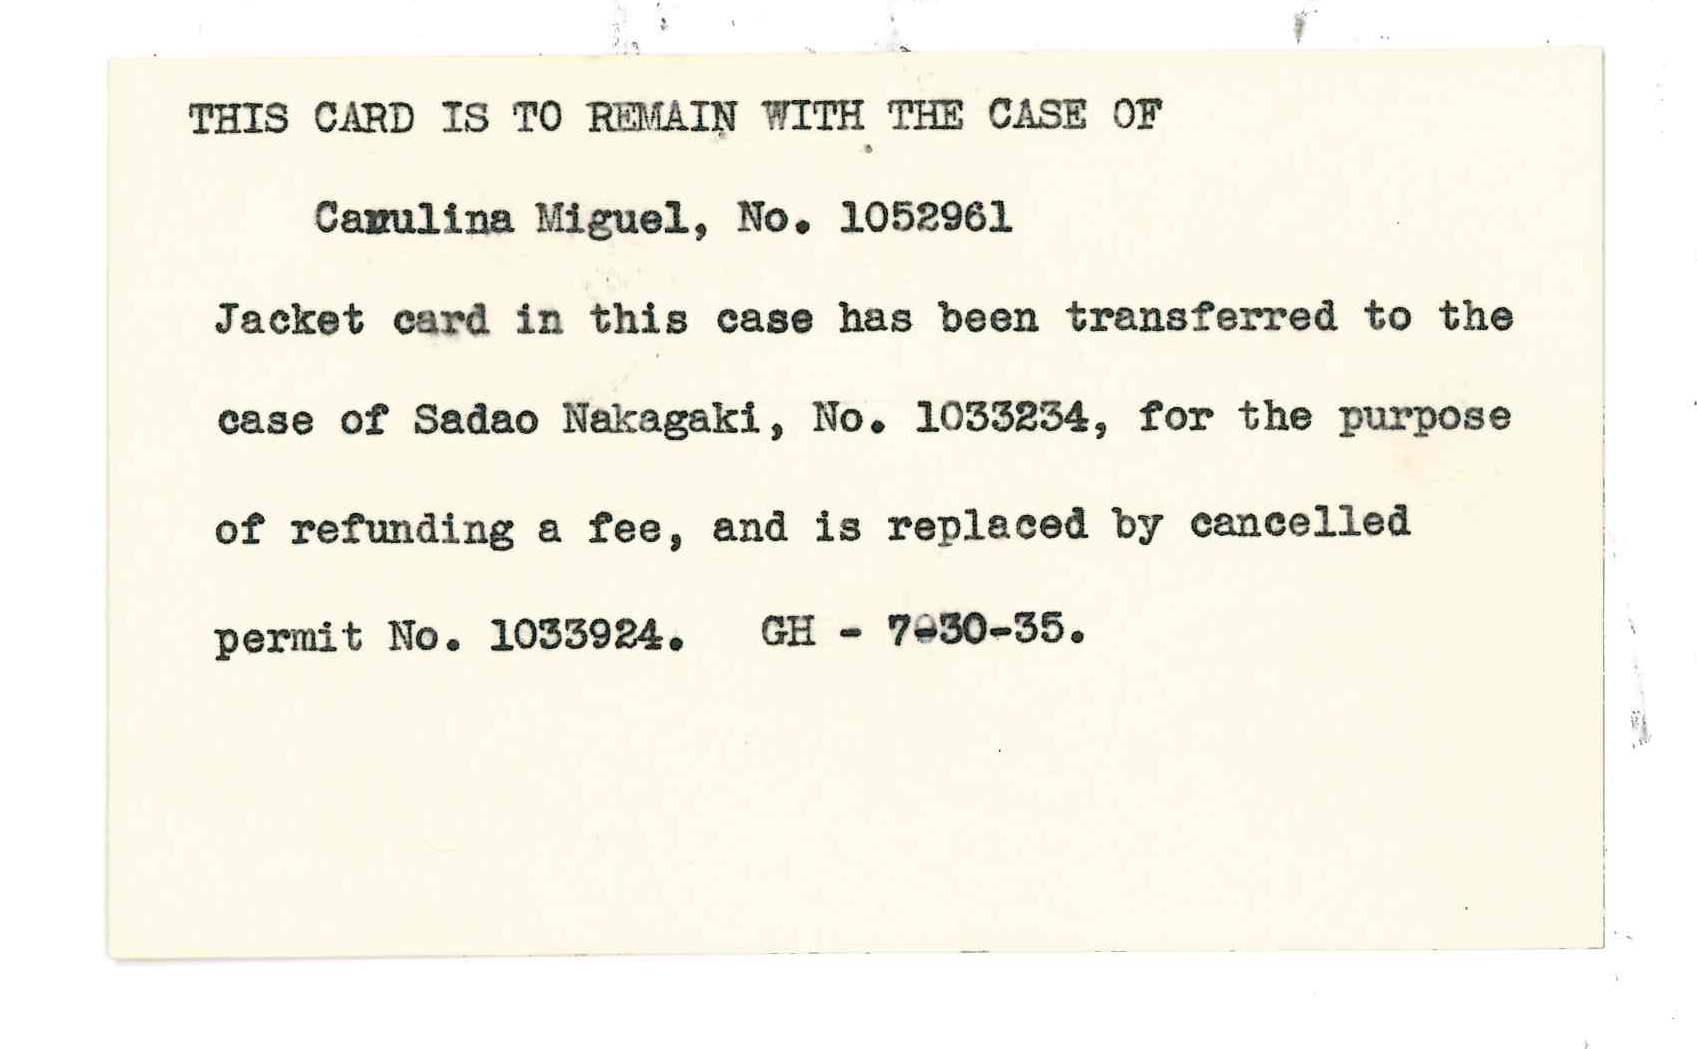 THIS CARD IS TO REMAIN WITH THE CASE OF
Miguel, No. 1052961
Jacket card in this case has been transferred to the
case of Sadao Nakagaki, No. 1033234, for the purpose
of refunding a fee, and is replaced by cancelled
permit No. 1033924. GH - 7-30-35.